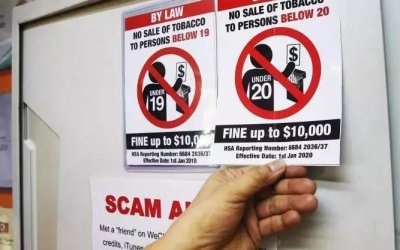 BY LAW
NO SALE OF TOBACCO
TO PERSONS BELOW 19
$
UNDER
19
FINE up to $10,000
HSA Reporting Number: 6684 2036/37
Effective Date: 1st Jan 2019
NO SALE OF TOBACCO
TO PERSONS BELOW 20
$
UNDER
20
FINE up to $10,000
HSA Reporting Number: 6684 2036/37
Effective Date: 1st Jan 2020
SCAM A
Met a "friend" on WeC
credits, iTunes